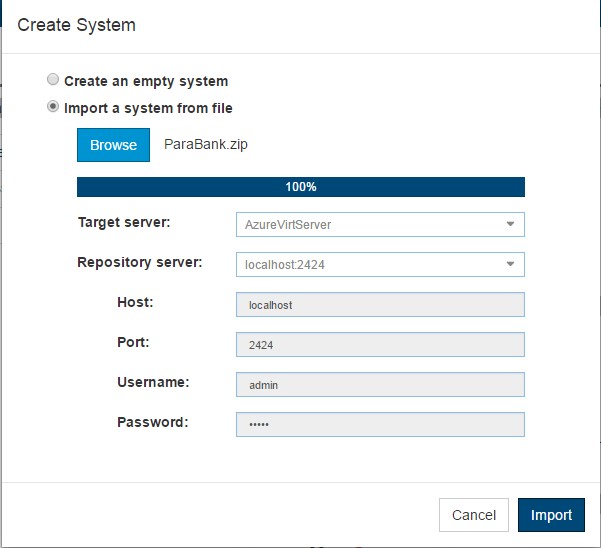 Create System
Create an empty system
Import a system from file
Browse ParaBank.zip
100%
Target server: AzureVirtServer
Repository server: localhost:2424
Host: localhost
Port: 2424
Username: admin
Password: •••••
Cancel Import